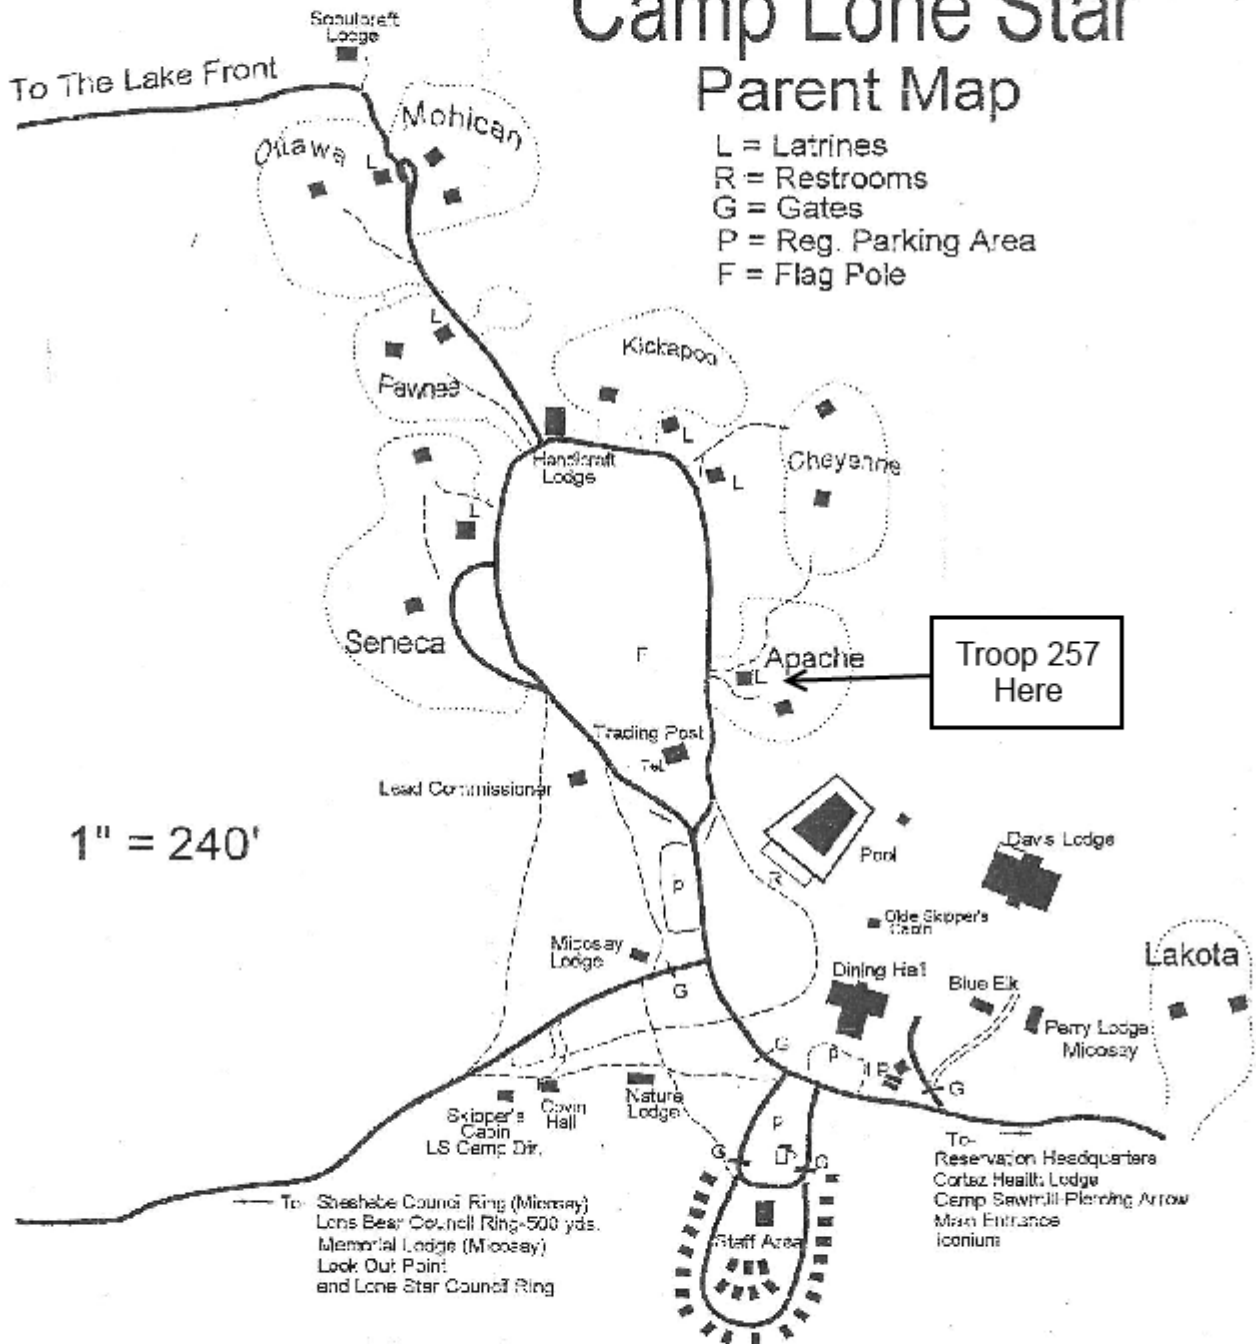 Camp Lone Star
Parent Map
L = Latrines
R = Restrooms
G = Gates
P = Reg. Parking Area
F = Flag Pole
Scoutcraft
Lodge
To The Lake Front
Mohican
Ottawa
L
L
Pawnee
Kickapoo
L
Handicraft
Lodge
Cheyenne
L
L
Seneca
F
Apache
L
Troop 257
Here
Trading Post
Tel.
Lead Commissioner
1" = 240'
Pool
R
P
Davis Lodge
Olde Skipper's
Cabin
Micosay
Lodge
G
Dining Hall
Blue Elk
Lakota
Perry Lodge
Micosay
G
P
G
Skipper's
Cabin
LS Camp Dir.
Covin
Hall
Nature
Lodge
P
G
G
Staff Area
To
Sheshebe Council Ring (Micosay)
Lone Bear Council Ring-500 yds.
Memorial Lodge (Micosay)
Look Out Point
and Lone Star Council Ring
To
Reservation Headquarters
Cortez Health Lodge
Camp Sawmill-Piercing Arrow
Main Entrance
Iconium